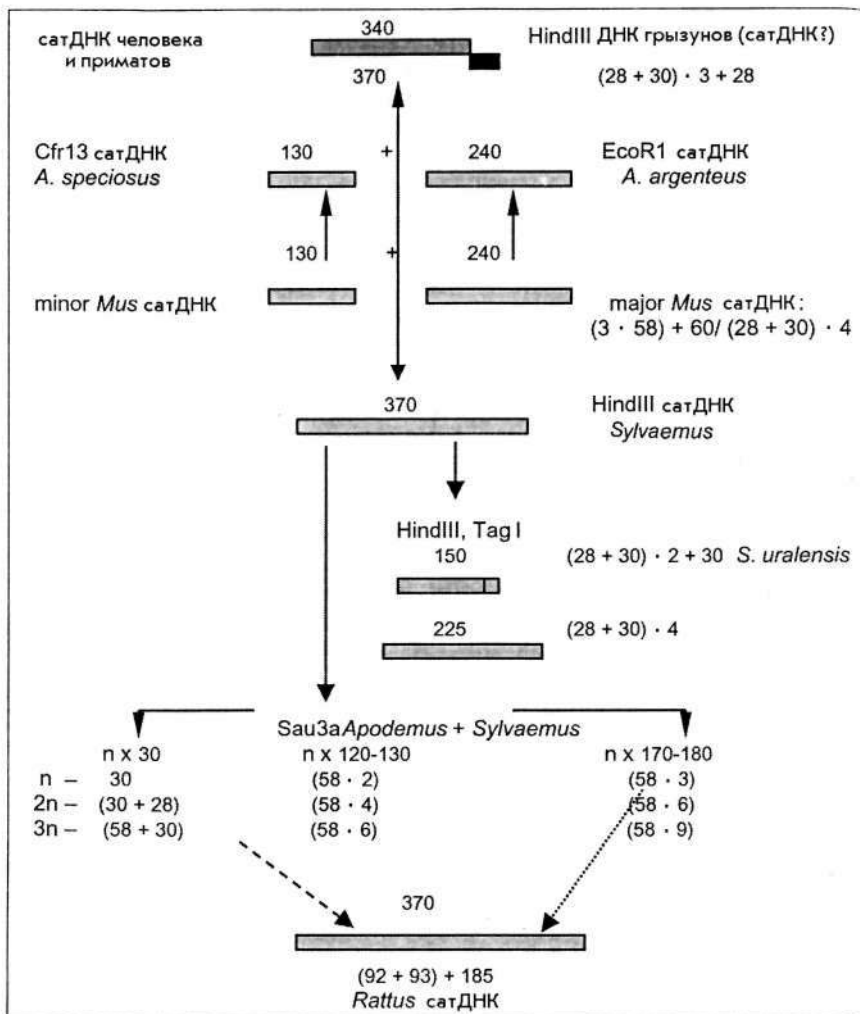 340
сатДНК человека
и приматов
HindIII ДНК грызунов (сатДНК?)
370
(28 + 30) · 3 + 28
Cfr13 сатДНК
A. speciosus
130
+
240
EcoR1 сатДНК
A. argenteus
130
+
240
minor Mus сатДНК
major Mus сатДНК:
(3 · 58) + 60/ (28 + 30) · 4
370
HindIII сатДНК
Sylvaemus
HindIII, Tag I
150
(28 + 30) · 2 + 30 S. uralensis
225
(28 + 30) · 4
Sau3a Apodemus + Sylvaemus
n x 30 n x 120-130 n x 170-180
n – 30 (58 · 2) (58 · 3)
2n – (30 + 28) (58 · 4) (58 · 6)
3n – (58 + 30) (58 · 6) (58 · 9)
370
(92 + 93) + 185
Rattus сатДНК